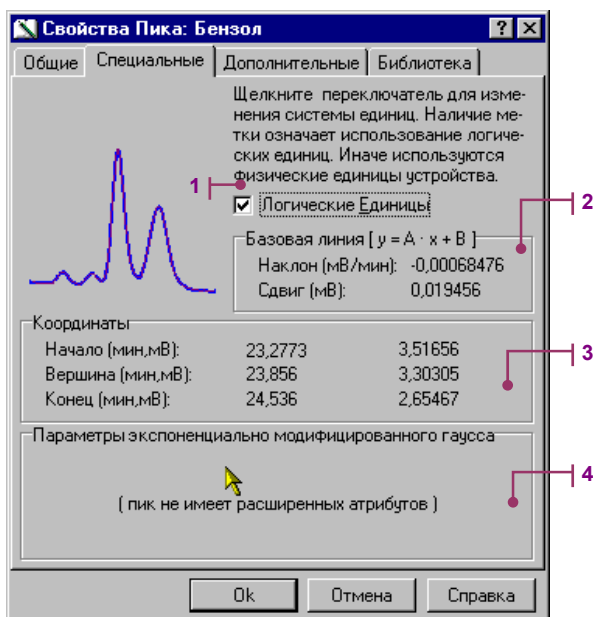 Свойства Пика: Бензол
Общие Специальные Дополнительные Библиотека
Щелкните переключатель для изме-
нения системы единиц. Наличие ме-
тки означает использование логиче-
ских единиц. Иначе используются
физические единицы устройства.
1
Логические Единицы
2
Базовая линия [ y = A · x + B ]
Наклон (мВ/мин): -0,00068476
Сдвиг (мВ): 0,019456
Координаты
Начало (мин,мВ): 23,2773 3,51656
3
Вершина (мин,мВ): 23,856 3,30305
Конец (мин,мВ): 24,536 2,65467
Параметры экспоненциально модифицированного гаусса
4
( пик не имеет расширенных атрибутов )
Ok Отмена Справка